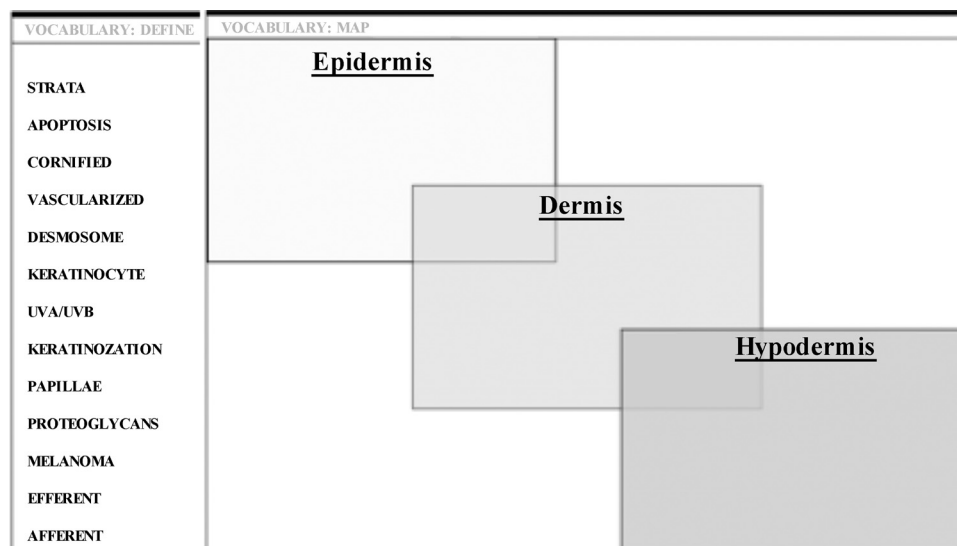 VOCABULARY: DEFINE
STRATA
APOPTOSIS
CORNIFIED
VASCULARIZED
DESMOSOME
KERATINOCYTE
UVA/UVB
KERATINOZATION
PAPILLAE
PROTEOGLYCANS
MELANOMA
EFFERENT
AFFERENT
VOCABULARY: MAP
Epidermis
Dermis
Hypodermis